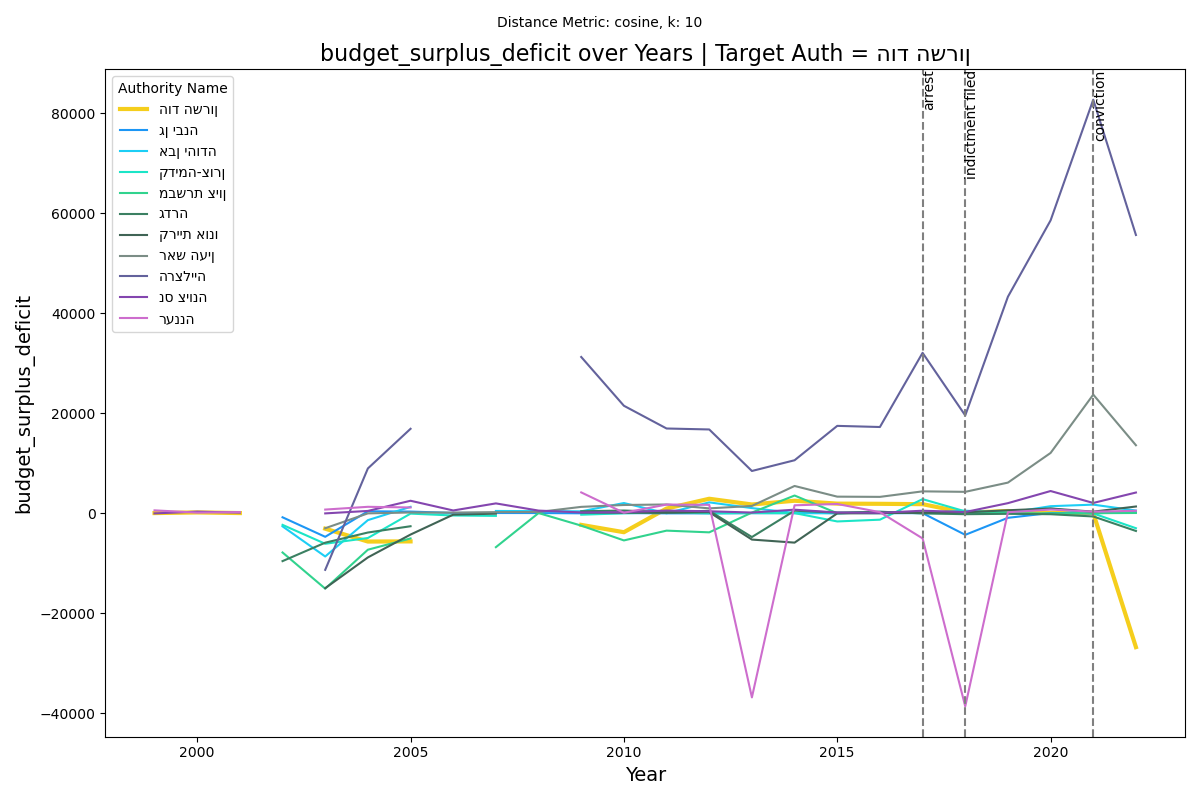 Distance Metric: cosine, k: 10
budget_surplus_deficit over Years | Target Auth = הוד השרון
budget_surplus_deficit
80000
60000
40000
20000
0
−20000
−40000
Authority Name
הוד השרון
גן יבנה
אבן יהודה
קדימה-צורן
מבשרת ציון
גדרה
קריית אונו
ראש העין
הרצלייה
נס ציונה
רעננה
arrest
indictment filed
conviction
2000
2005
2010
2015
2020
Year